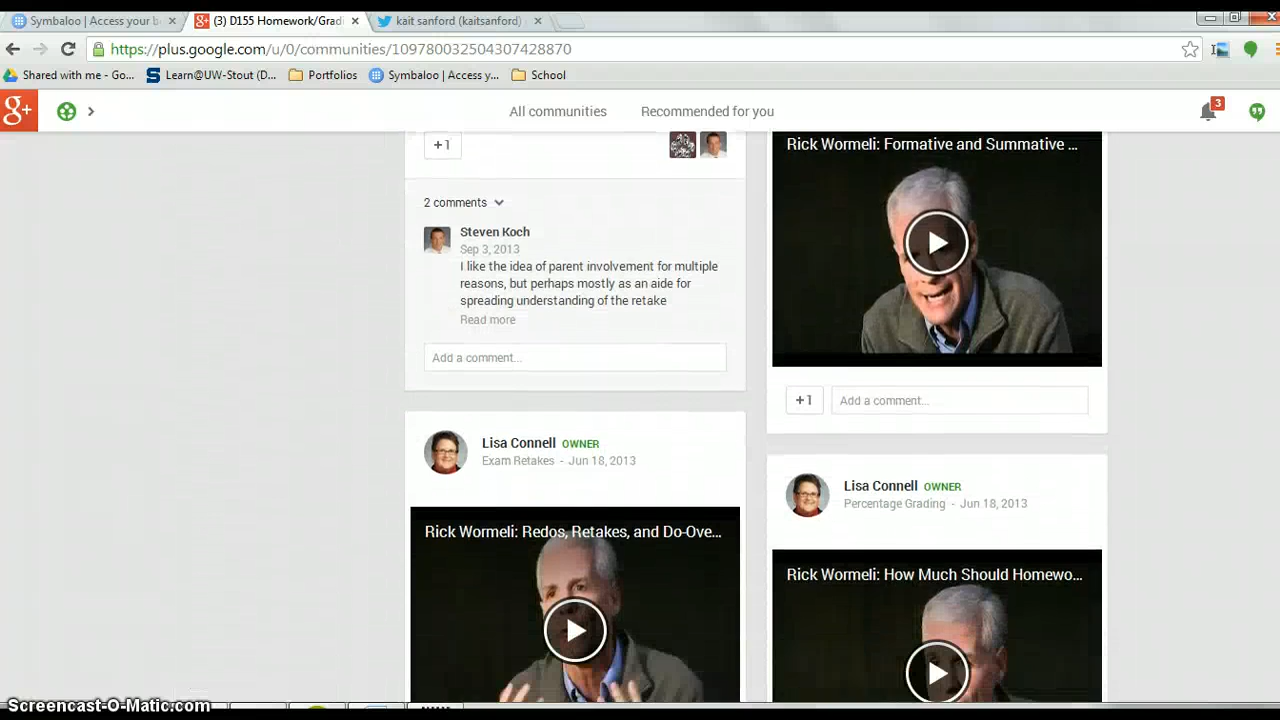 Symbaloo | Access your b
(3) D155 Homework/Gradi
kait sanford (kaitsanford)
https://plus.google.com/u/0/communities/109780032504307428870
Shared with me - Go...
Learn@UW-Stout (D...
Portfolios
Symbaloo | Access y...
School
g+
All communities
Recommended for you
3
+1
2 comments
Steven Koch
Sep 3, 2013
I like the idea of parent involvement for multiple
reasons, but perhaps mostly as an aide for
spreading understanding of the retake
Read more
Add a comment...
Lisa Connell OWNER
Exam Retakes - Jun 18, 2013
Rick Wormeli: Redos, Retakes, and Do-Ove...
Rick Wormeli: Formative and Summative ...
+1
Add a comment...
Lisa Connell OWNER
Percentage Grading - Jun 18, 2013
Rick Wormeli: How Much Should Homewo...
Screencast-O-Matic.com